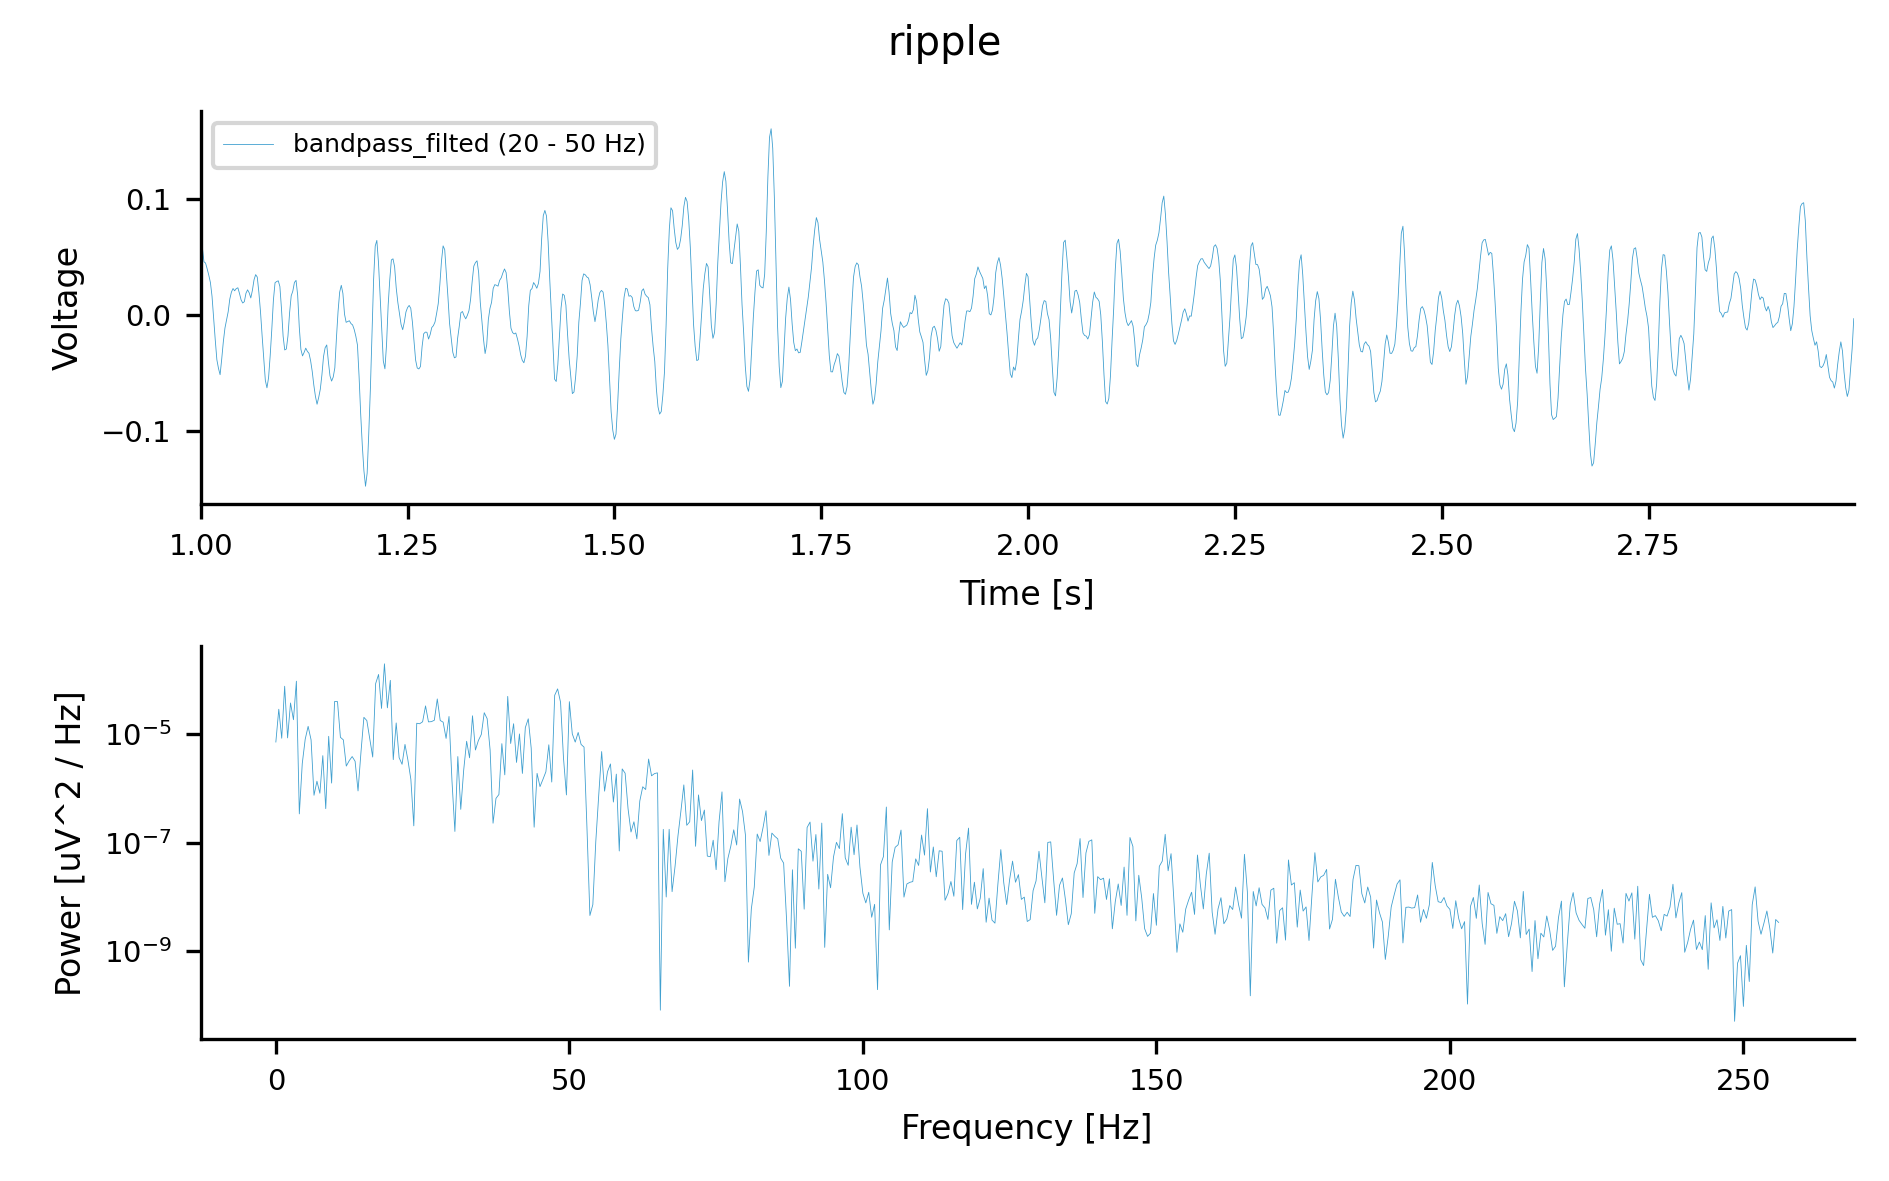 ripple
bandpass_filted (20 - 50 Hz)
Voltage
0.1
0.0
−0.1
1.00 1.25 1.50 1.75 2.00 2.25 2.50 2.75
Time [s]
Power [uV^2 / Hz]
10⁻⁵
10⁻⁷
10⁻⁹
0 50 100 150 200 250
Frequency [Hz]